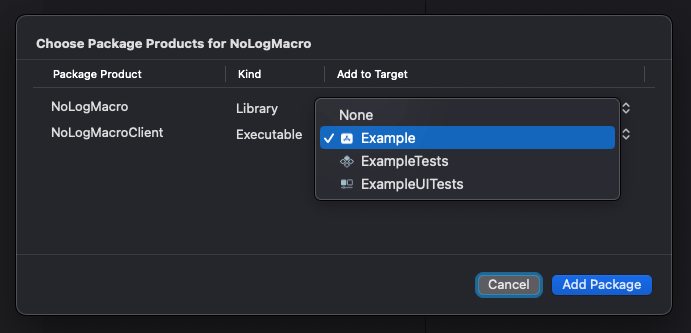 Choose Package Products for NoLogMacro
Package Product Kind Add to Target
NoLogMacro Library
None
NoLogMacroClient Executable
Example
ExampleTests
ExampleUITests
Cancel Add Package